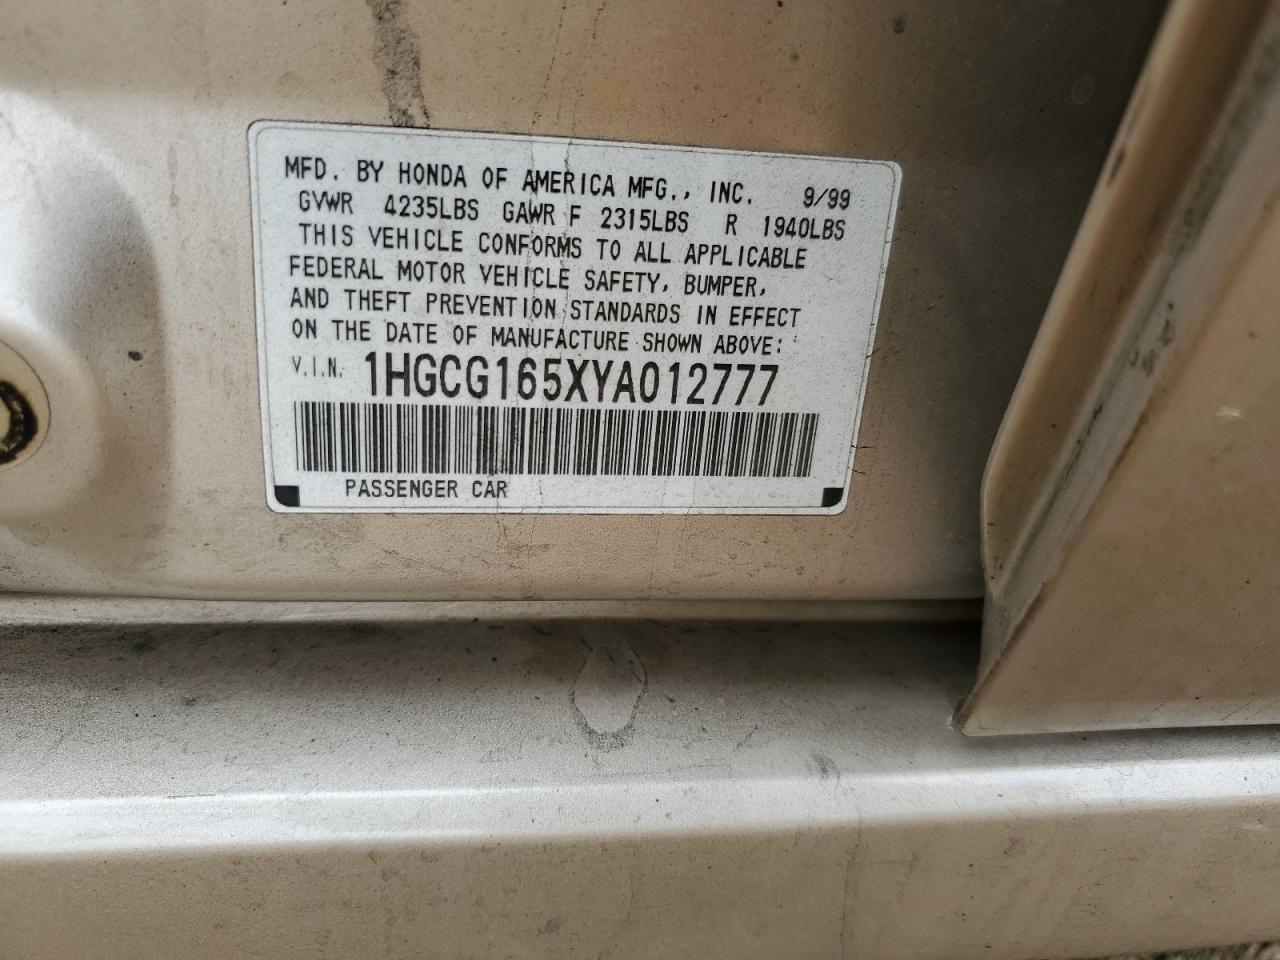 MFD. BY HONDA OF AMERICA MFG., INC. 9/99
GVWR 4235LBS GAWR F 2315LBS R 1940LBS
THIS VEHICLE CONFORMS TO ALL APPLICABLE
FEDERAL MOTOR VEHICLE SAFETY, BUMPER,
AND THEFT PREVENTION STANDARDS IN EFFECT
ON THE DATE OF MANUFACTURE SHOWN ABOVE:
V.I.N. 1HGCG165XYA012777
PASSENGER CAR